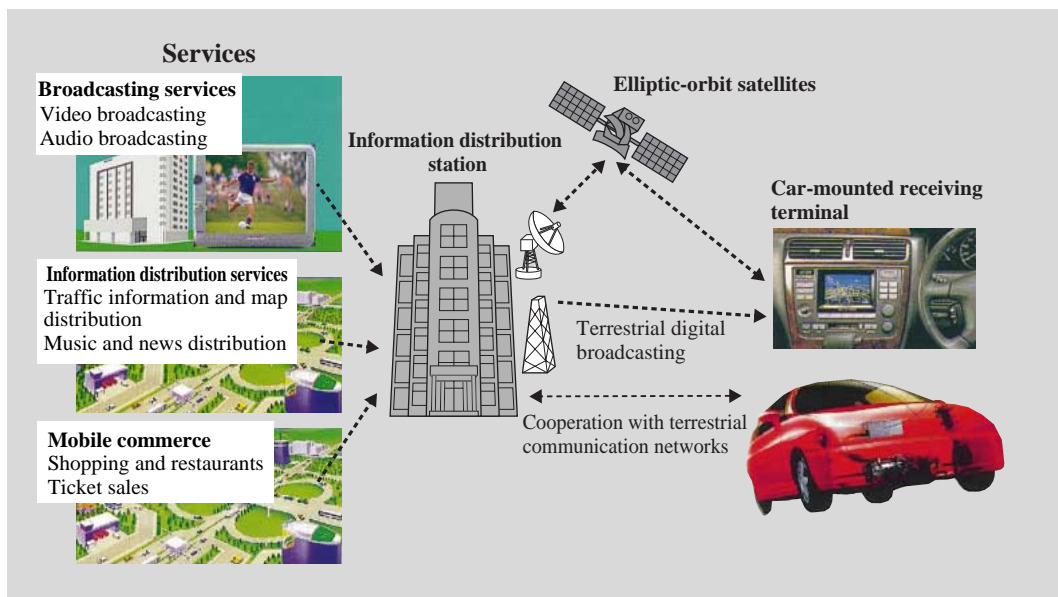 Services
Broadcasting services
Video broadcasting
Audio broadcasting
Information distribution services
Traffic information and map
distribution
Music and news distribution
Mobile commerce
Shopping and restaurants
Ticket sales
Information distribution
station
Elliptic-orbit satellites
Car-mounted receiving
terminal
Terrestrial digital
broadcasting
Cooperation with terrestrial
communication networks